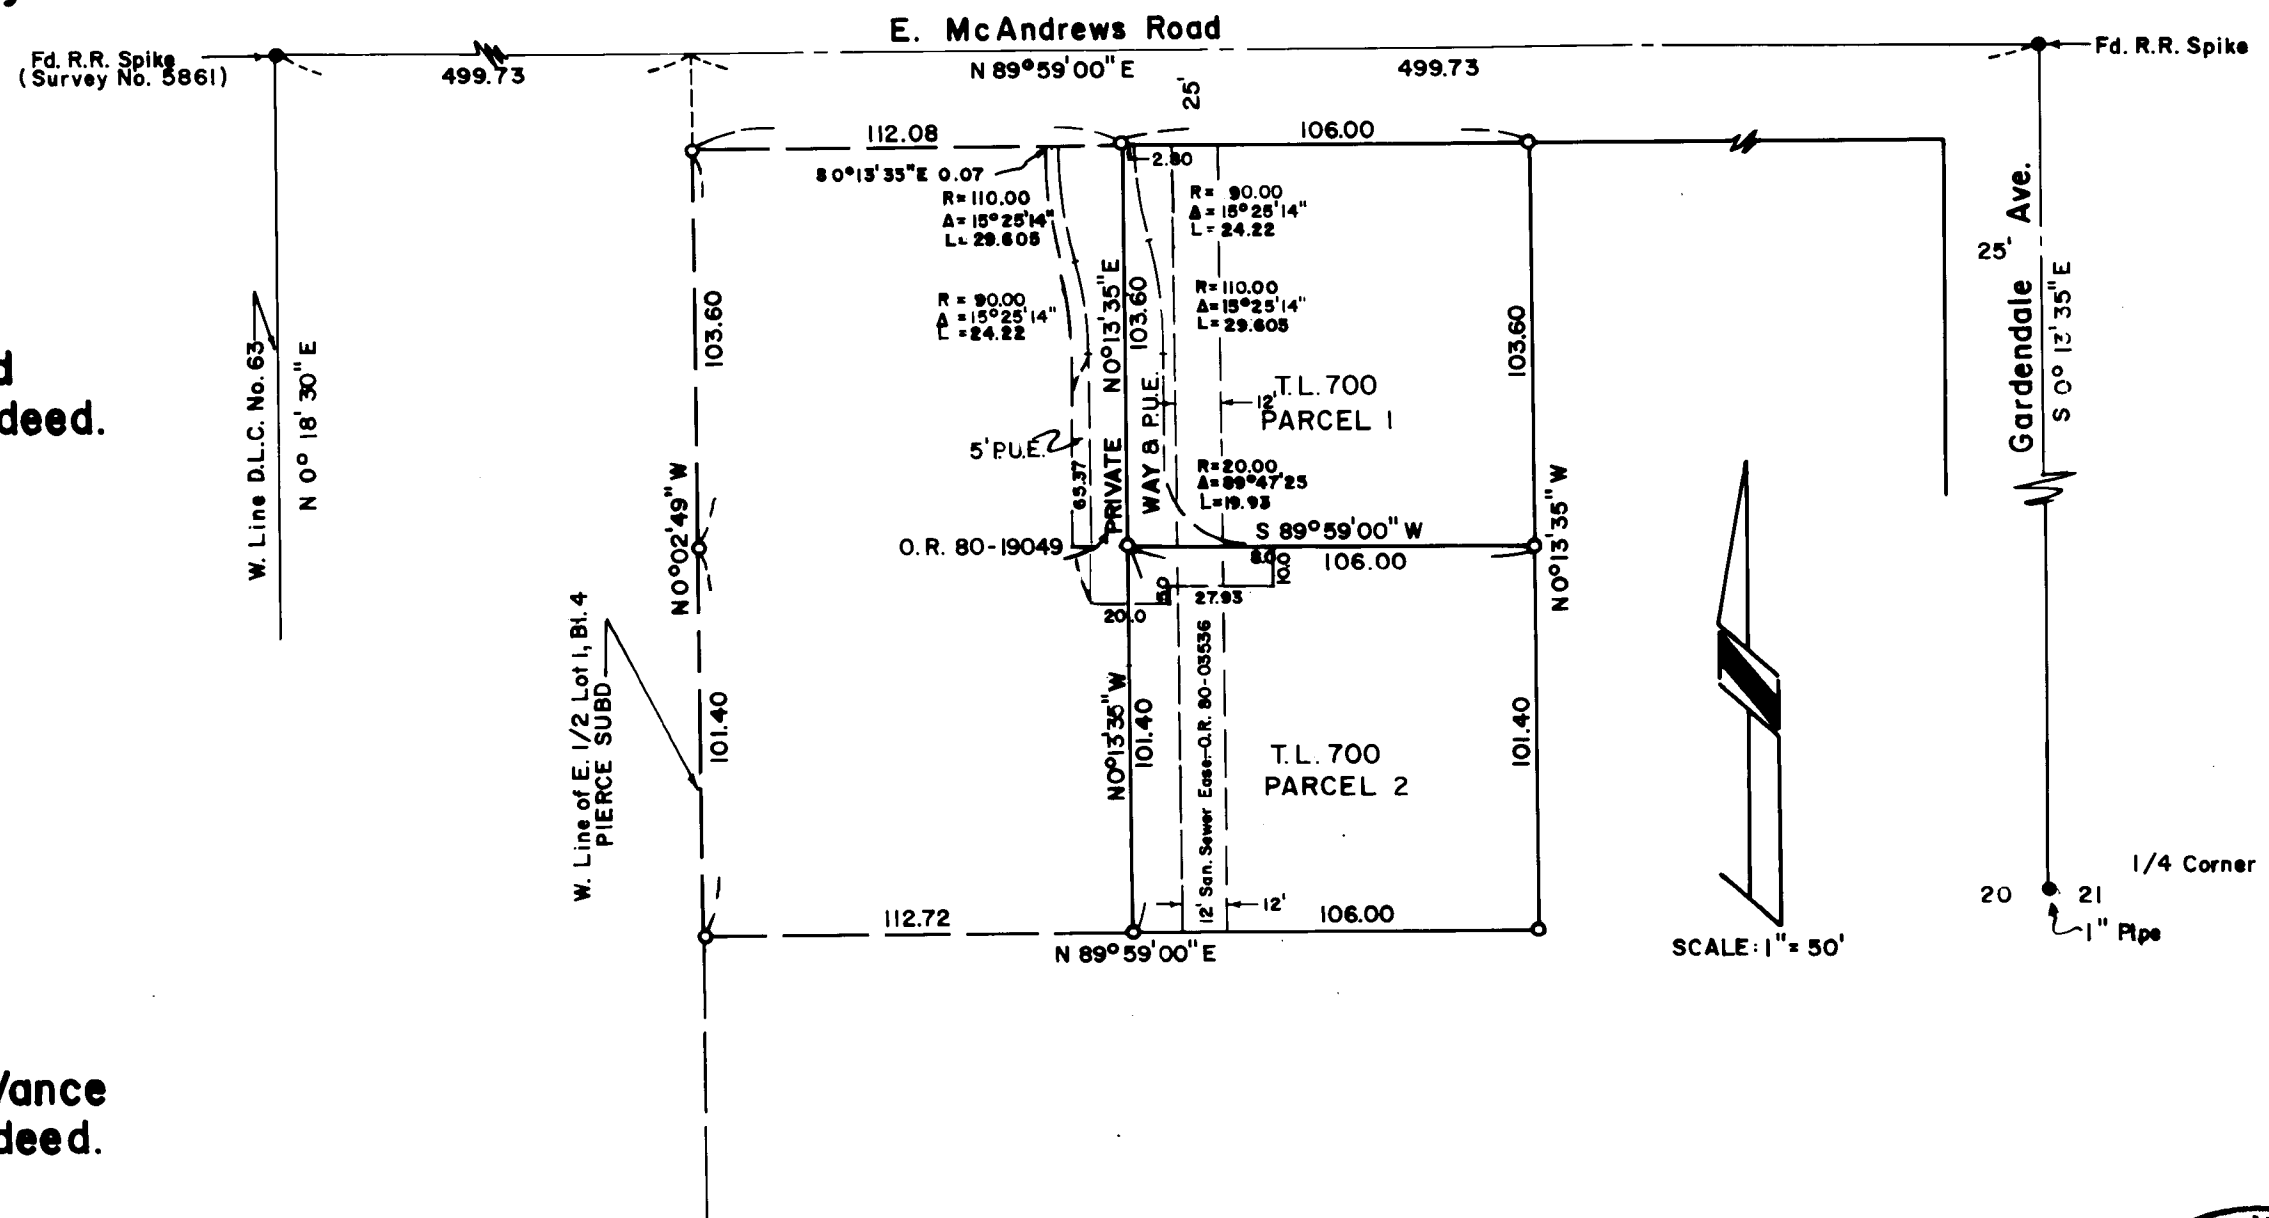 E. McAndrews Road
Fd. R.R. Spike
(Survey No. 5861)
499.73
N 89°59'00" E
499.73
Fd. R.R. Spike
25'
112.08
106.00
2.80
S 0°13'35"E 0.07
R=110.00
Δ=15°25'14"
L=29.605
R= 90.00
Δ=15°25'14"
L=24.22
R = 90.00
Δ=15°25'14"
L=24.22
R=110.00
Δ=15°25'14"
L=29.605
W. Line D.L.C. No. 63
N 0° 18' 30" E
103.60
N 0°13'35" E
103.60
103.60
25'
Gardendale Ave.
S 0° 13' 35" E
d
deed.
T.L. 700
PARCEL 1
12'
5' P.U.E.
65.37
PRIVATE
WAY & P.U.E.
R=20.00
Δ=89°47'25
L=19.93
N 0°02'49" W
N 0°13'35" W
O.R. 80-19049
S 89°59'00" W
106.00
8.0
10.0
5.0
27.93
20.0
W. Line of E. 1/2 Lot 1, Bl. 4
PIERCE SUBD
101.40
N 0°13'35" W
101.40
12' San. Sewer Ease. O.R. 80-03536
T.L. 700
PARCEL 2
101.40
1/4 Corner
20
21
1" Pipe
112.72
12'
106.00
N 89°59'00" E
SCALE: 1" = 50'
Vance
deed.